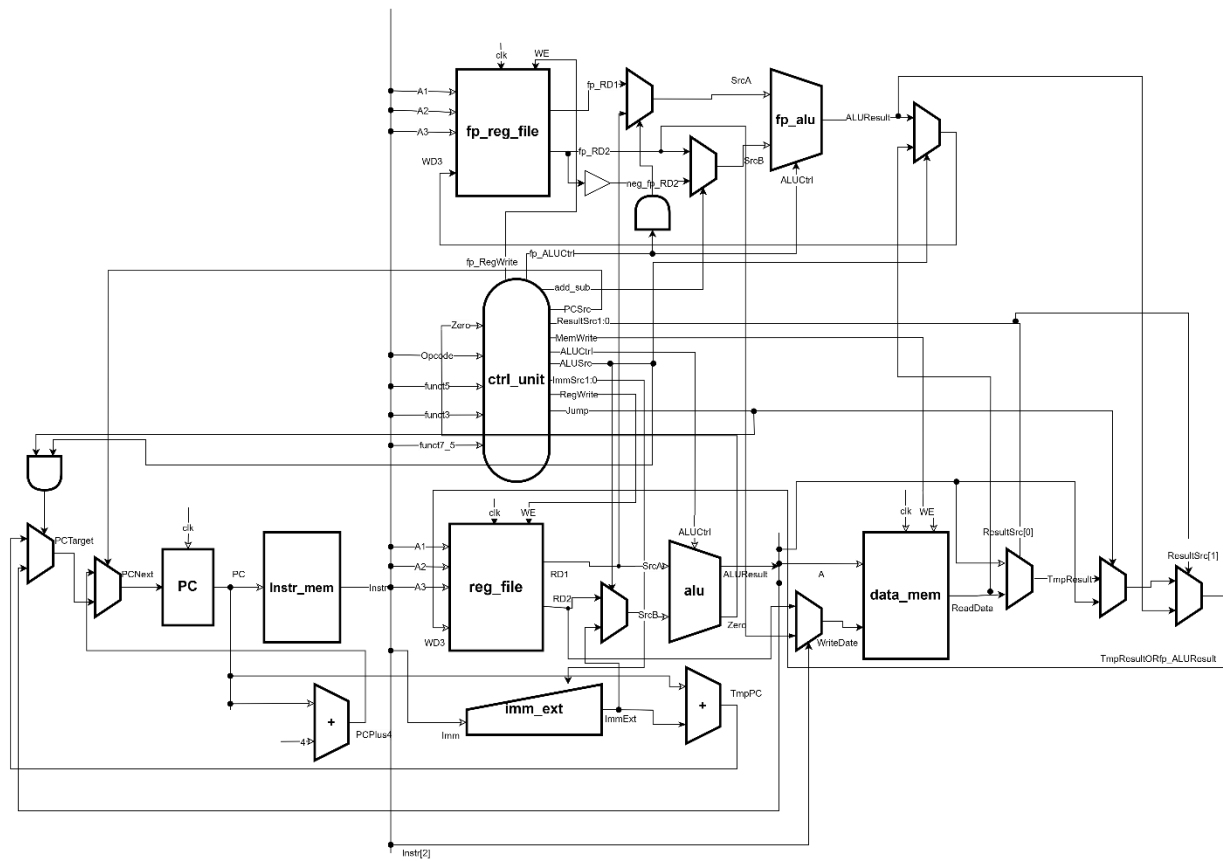 clk
WE
A1
A2
A3
WD3
fp_reg_file
fp_RD1
fp_RD2
neg_fp_RD2
SrcA
SrcB
fp_alu
ALUCtrl
ALUResult
fp_RegWrite
fp_ALUCtrl
add_sub
PCSrc
ResultSrc1:0
MemWrite
ALUCtrl
ALUSrc
ImmSrc1:0
RegWrite
Jump
Zero
Opcode
funct5
funct3
funct7_5
ctrl_unit
PCTarget
PCNext
clk
PC
PC
Instr_mem
Instr
A1
A2
A3
WD3
clk
WE
reg_file
RD1
RD2
SrcA
SrcB
ALUCtrl
alu
ALUResult
Zero
A
WriteDate
clk
WE
data_mem
ReadData
ResultSrc[0]
TmpResult
ResultSrc[1]
TmpResultORfp_ALUResult
4
+
PCPlus4
Imm
imm_ext
ImmExt
+
TmpPC
Instr[2]